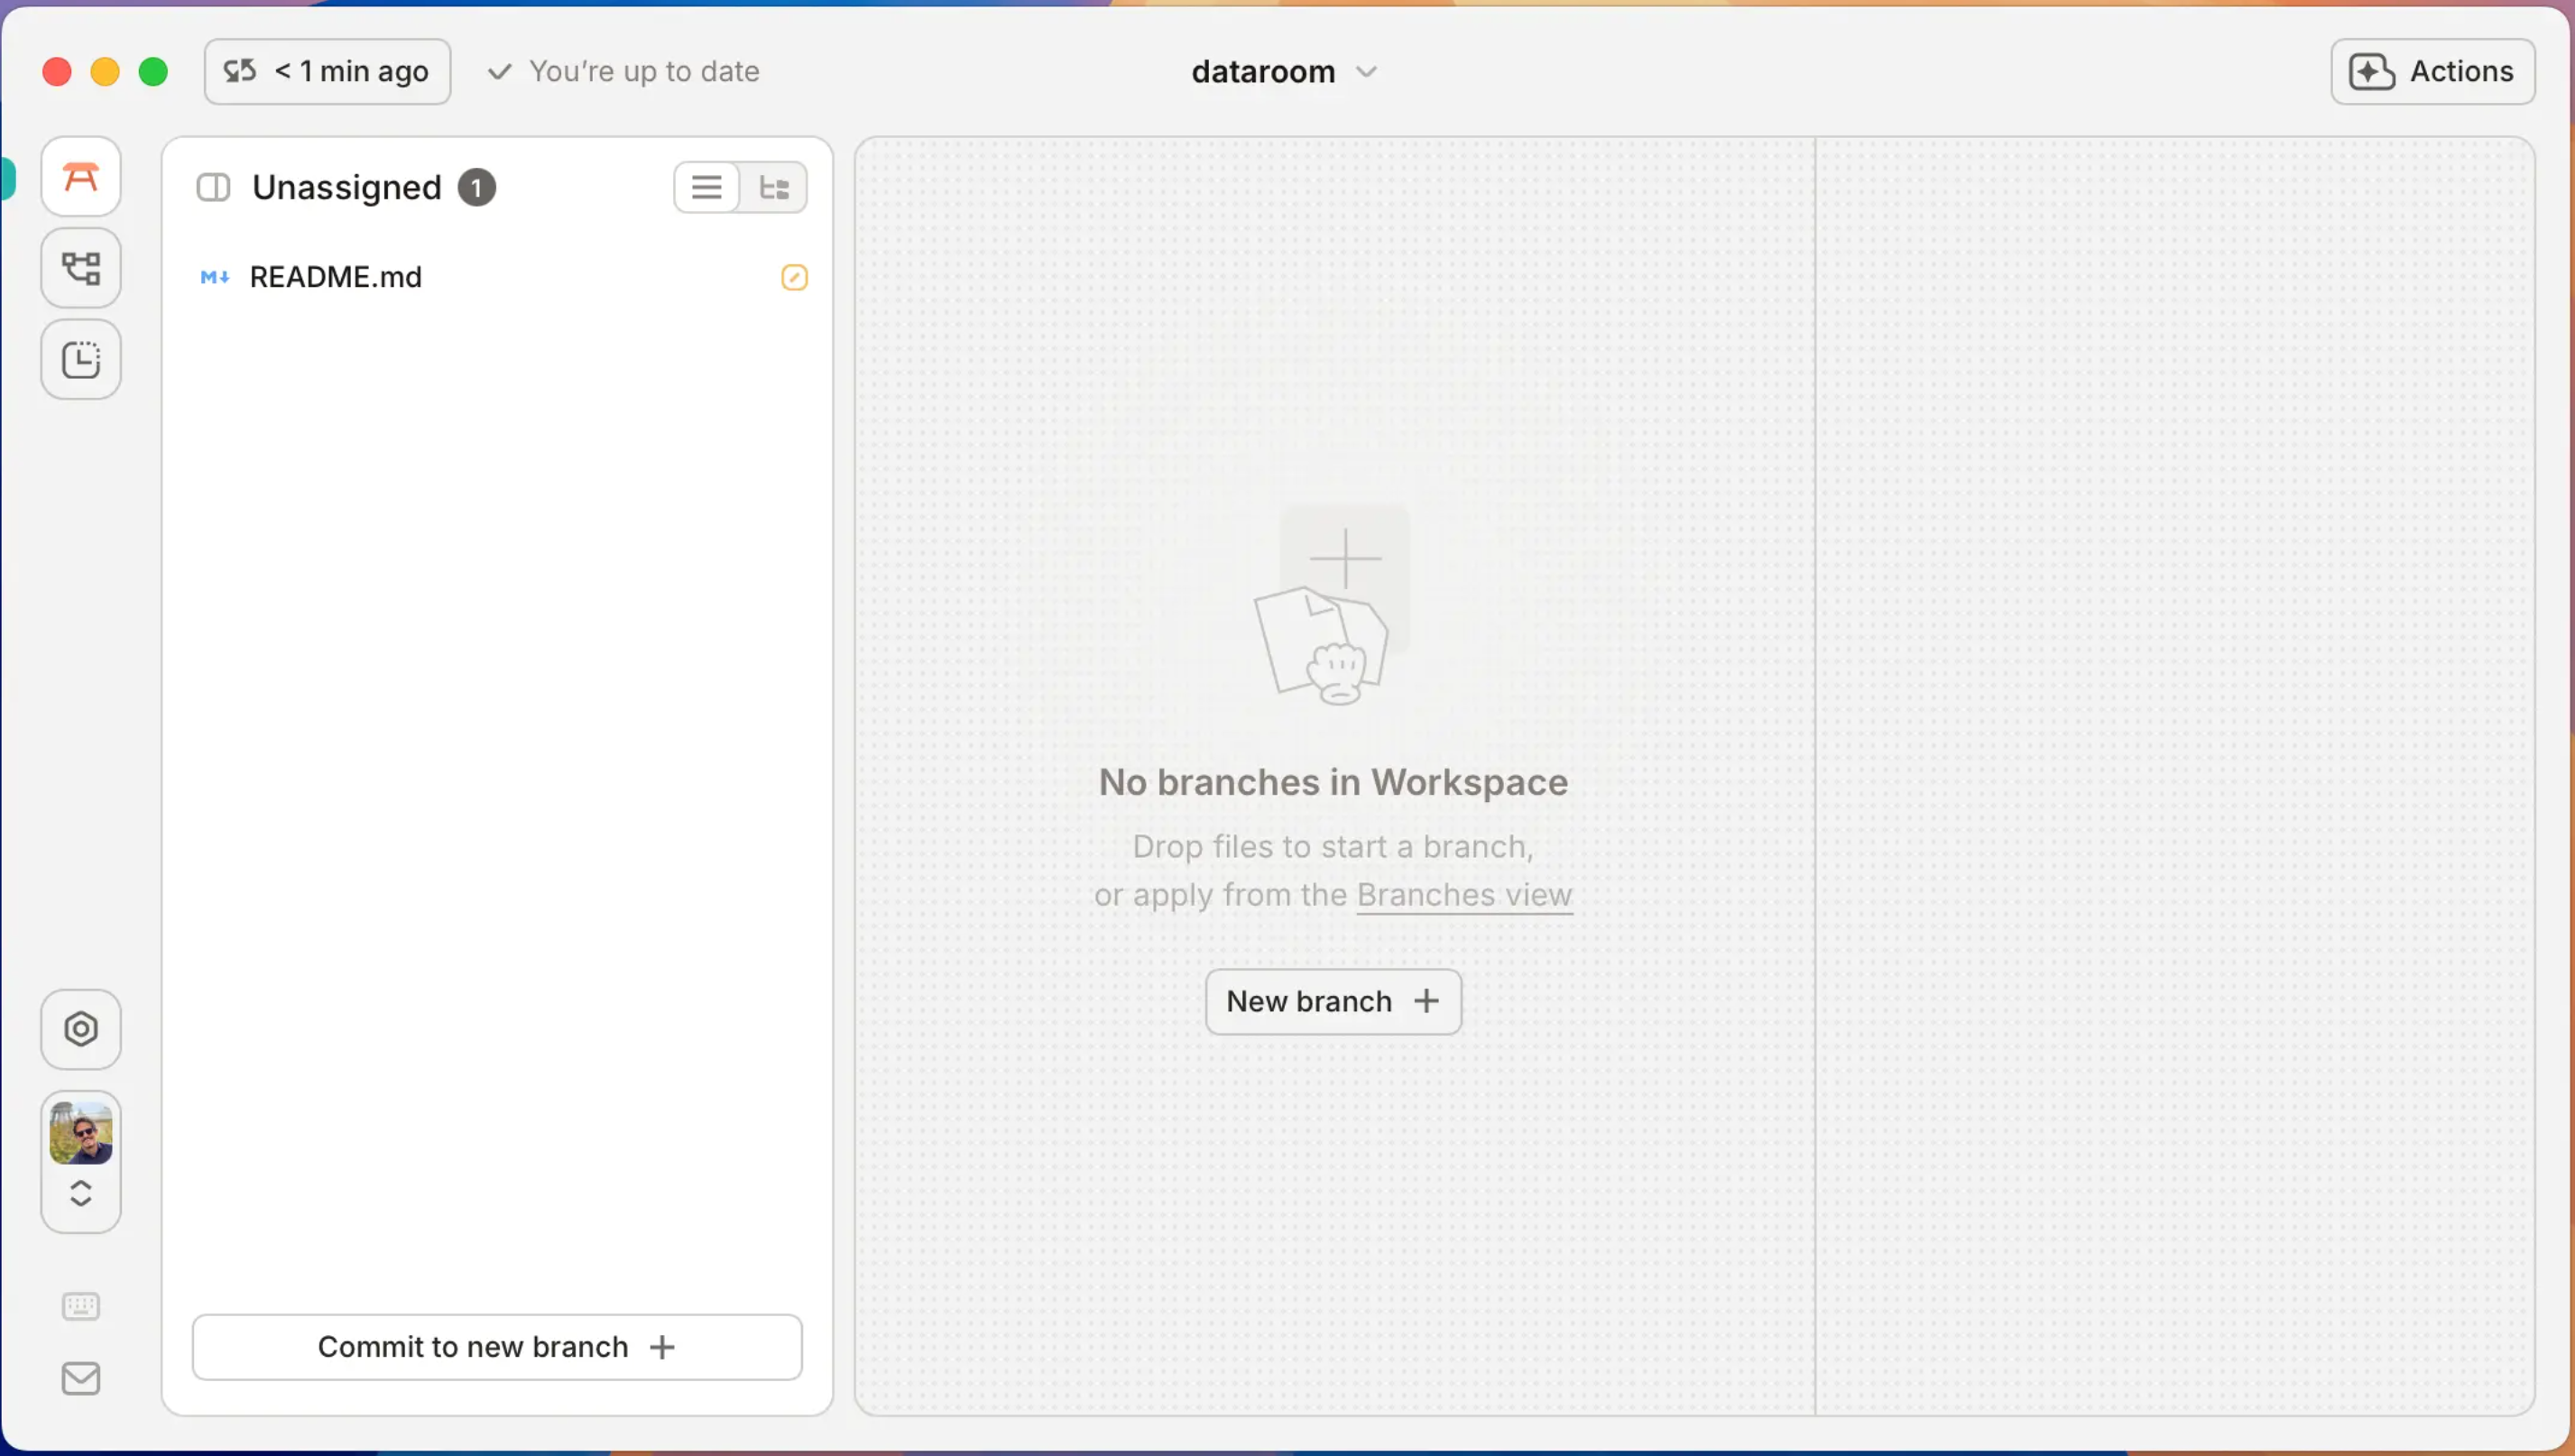 < 1 min ago
You’re up to date
dataroom
Actions
Unassigned 1
M README.md
No branches in Workspace
Drop files to start a branch,
or apply from the Branches view
New branch
Commit to new branch